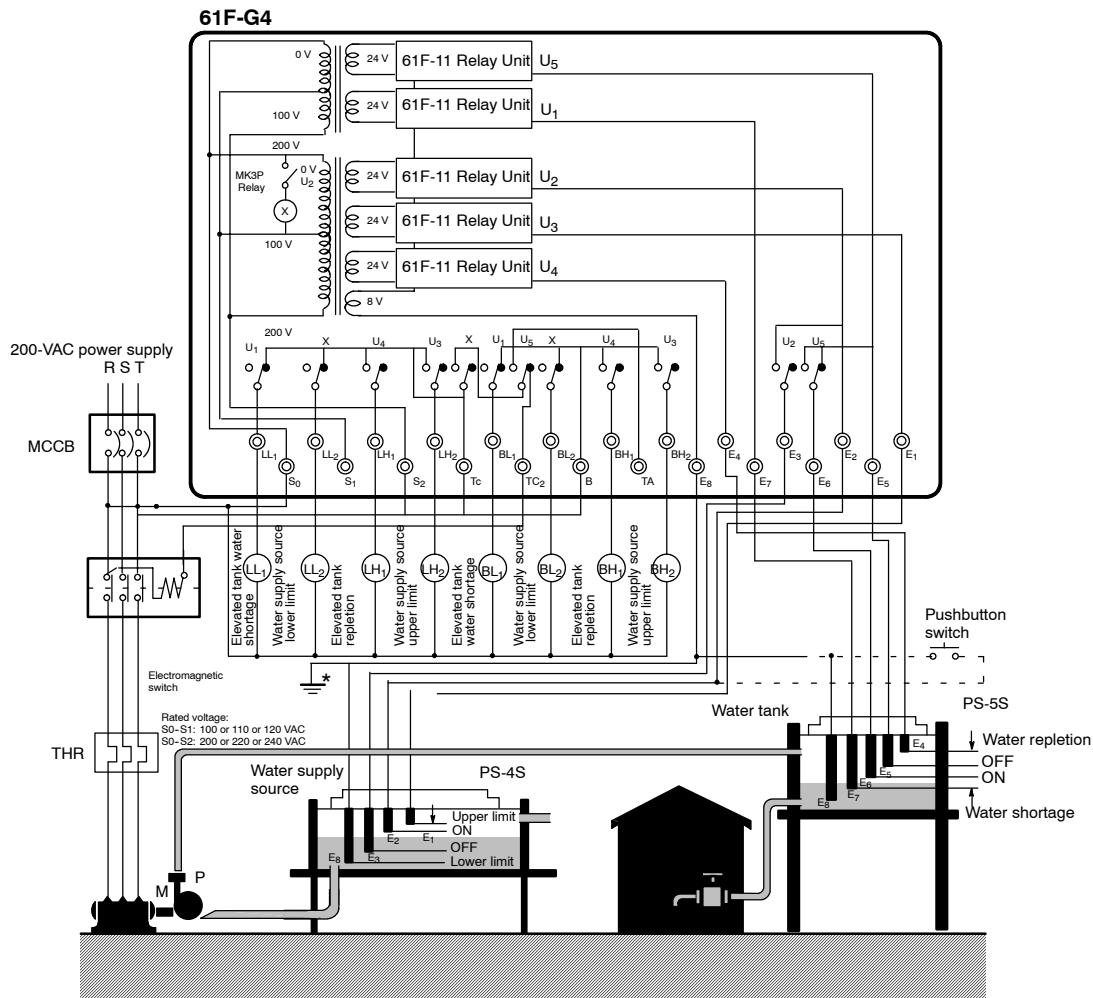 61F-G4
0 V
24 V
61F-11 Relay Unit U5
24 V
61F-11 Relay Unit U1
100 V
200 V
MK3P
Relay
0 V
U2
X
24 V
61F-11 Relay Unit U2
24 V
61F-11 Relay Unit U3
100 V
24 V
61F-11 Relay Unit U4
8 V
200 V
U1 X U4 U3 X U1 U5 X U4 U3 U2 U5
200-VAC power supply
R S T
MCCB
LL1 LL2 LH1 LH2 BL1 BL2 BH1 BH2 E4 E3 E2 E1
S0 S1 S2 Tc TC2 B TA E8 E7 E6 E5
LL1 LL2 LH1 LH2 BL1 BL2 BH1 BH2
Elevated tank water
shortage
Water supply source
lower limit
Elevated tank
repletion
Water supply source
upper limit
Elevated tank
water shortage
Water supply source
lower limit
Elevated tank
repletion
Water supply source
upper limit
Pushbutton
switch
*
Electromagnetic
switch
PS-5S
Water tank
Rated voltage:
S0-S1: 100 or 110 or 120 VAC
S0-S2: 200 or 220 or 240 VAC
THR
E4
Water repletion
OFF
E5
ON
E6
E7
E8
Water shortage
Water supply
source
PS-4S
Upper limit
E1
ON
E2
OFF
E3
E8
Lower limit
M
P